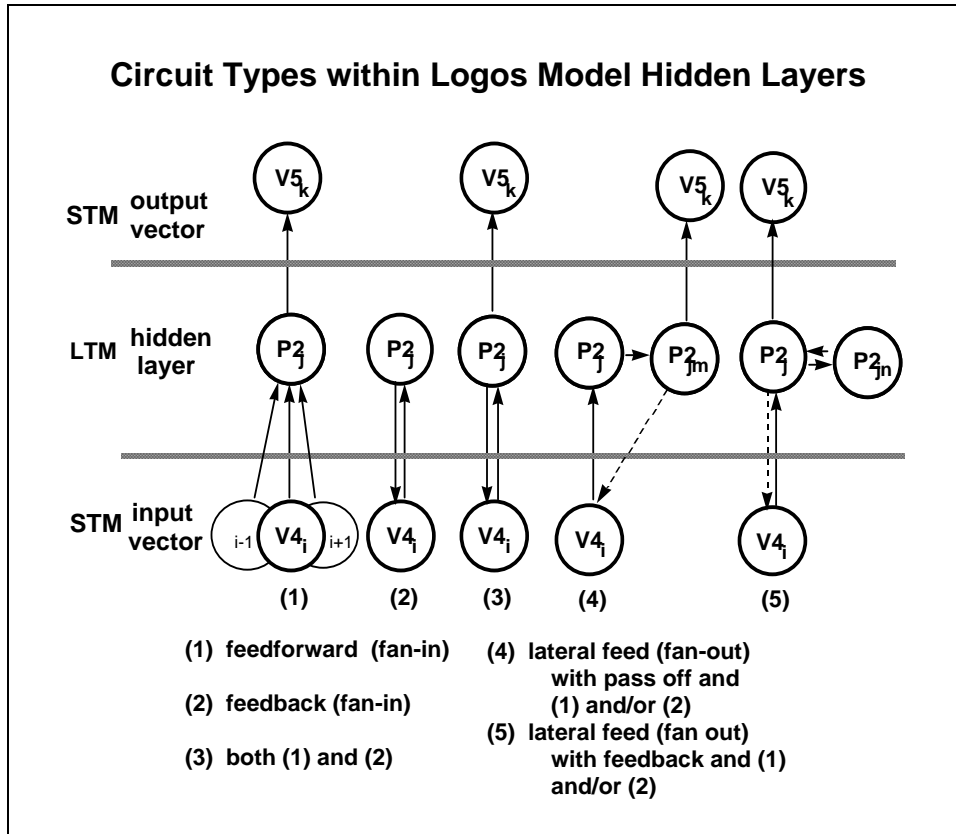 Circuit Types within Logos Model Hidden Layers
V5k V5k V5k V5k
STM output vector
LTM hidden layer
P2j P2j P2j P2j P2jm P2j P2jn
STM input vector
i-1 V4i i+1 V4i V4i V4i V4i
(1) (2) (3) (4) (5)
(1) feedforward (fan-in)
(2) feedback (fan-in)
(3) both (1) and (2)
(4) lateral feed (fan-out)
with pass off and
(1) and/or (2)
(5) lateral feed (fan out)
with feedback and (1)
and/or (2)